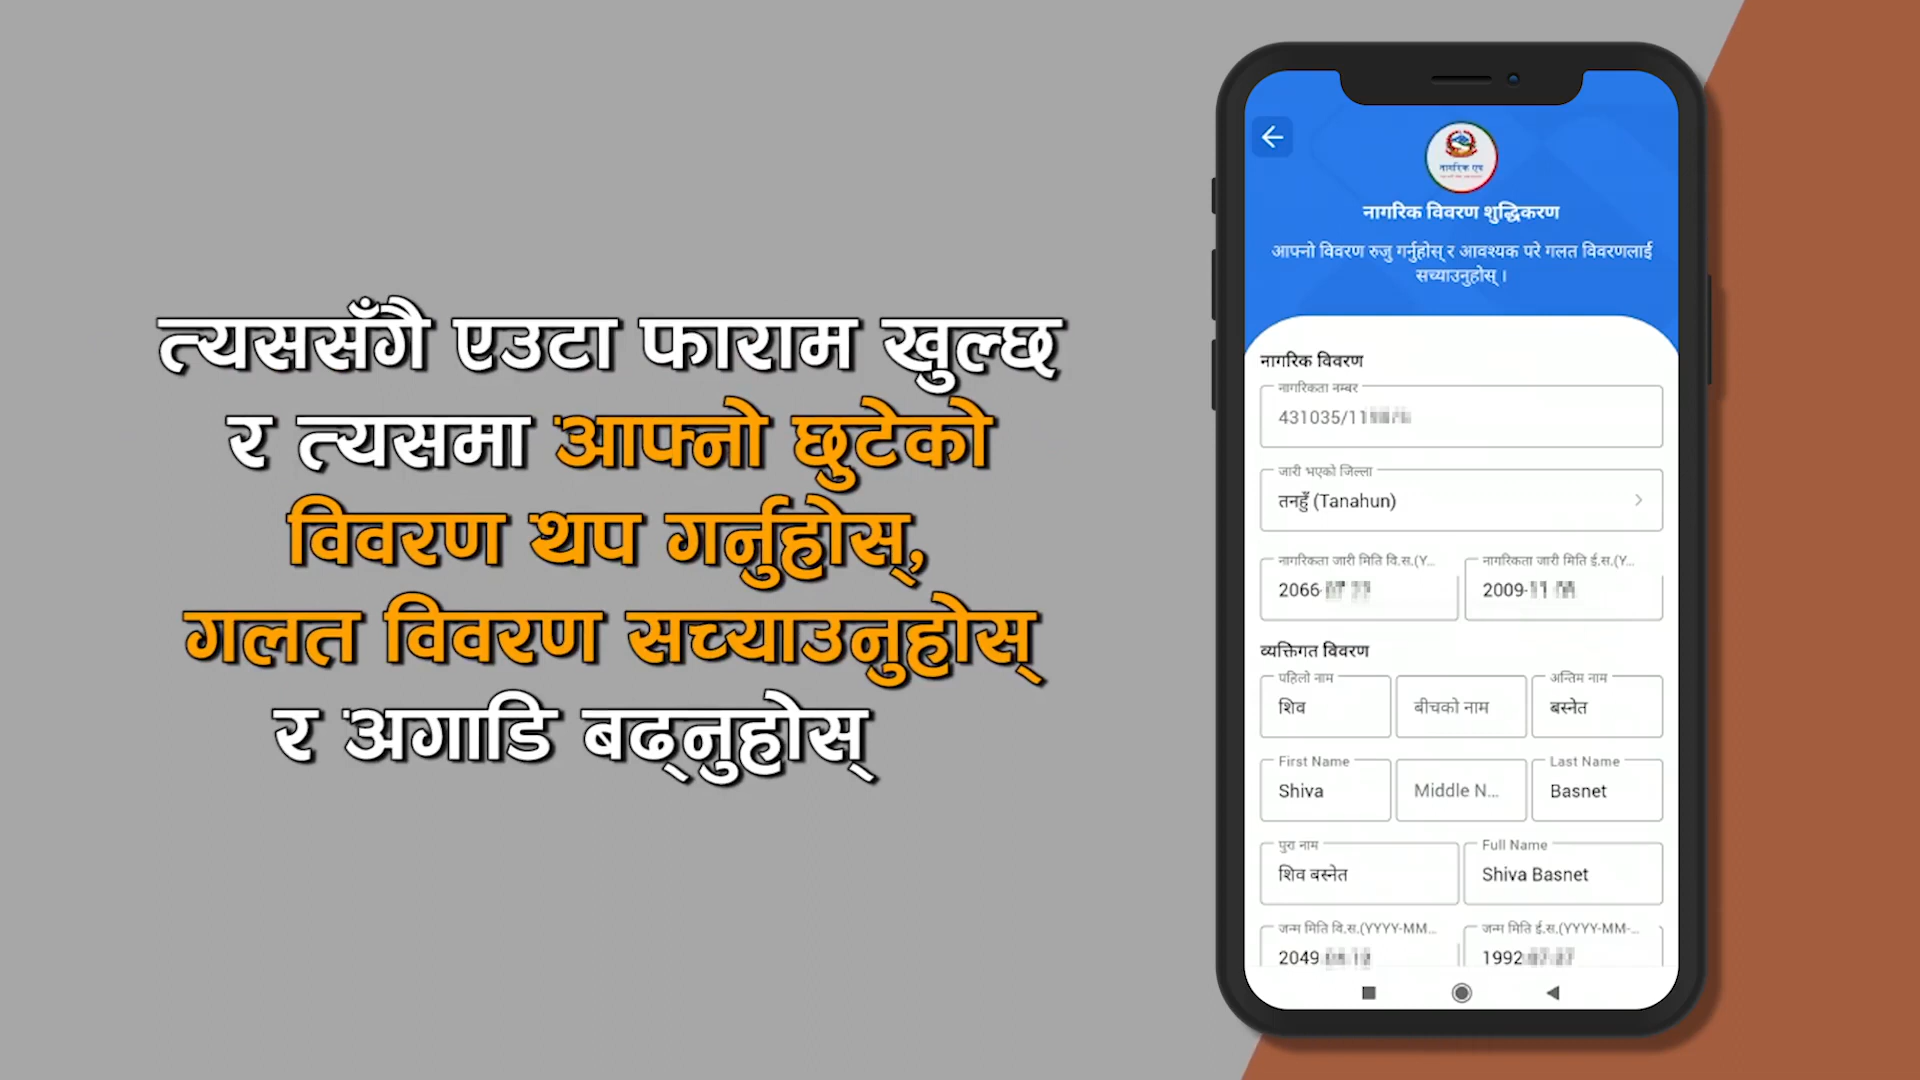 त्यससँगै एउटा फाराम खुल्छ
र त्यसमा आफ्नो छुटेको
विवरण थप गर्नुहोस्,
गलत विवरण सच्याउनुहोस्
र अगाडि बढ्नुहोस्
नागरिक एप
नागरिक विवरण शुद्धिकरण
आफ्नो विवरण रुजु गर्नुहोस् र आवश्यक परे गलत विवरणलाई
सच्याउनुहोस् ।
नागरिक विवरण
नागरिकता नम्बर
431035/11
जारी भएको जिल्ला
तनहुँ (Tanahun)
नागरिकता जारी मिति वि.स.(Y... नागरिकता जारी मिति ई.स.(Y...
2066- 2009-
व्यक्तिगत विवरण
पहिलो नाम अन्तिम नाम
शिव बीचको नाम बस्नेत
First Name Last Name
Shiva Middle N... Basnet
पुरा नाम Full Name
शिव बस्नेत Shiva Basnet
जन्म मिति वि.स.(YYYY-MM... जन्म मिति ई.स.(YYYY-MM-...
2049 1992